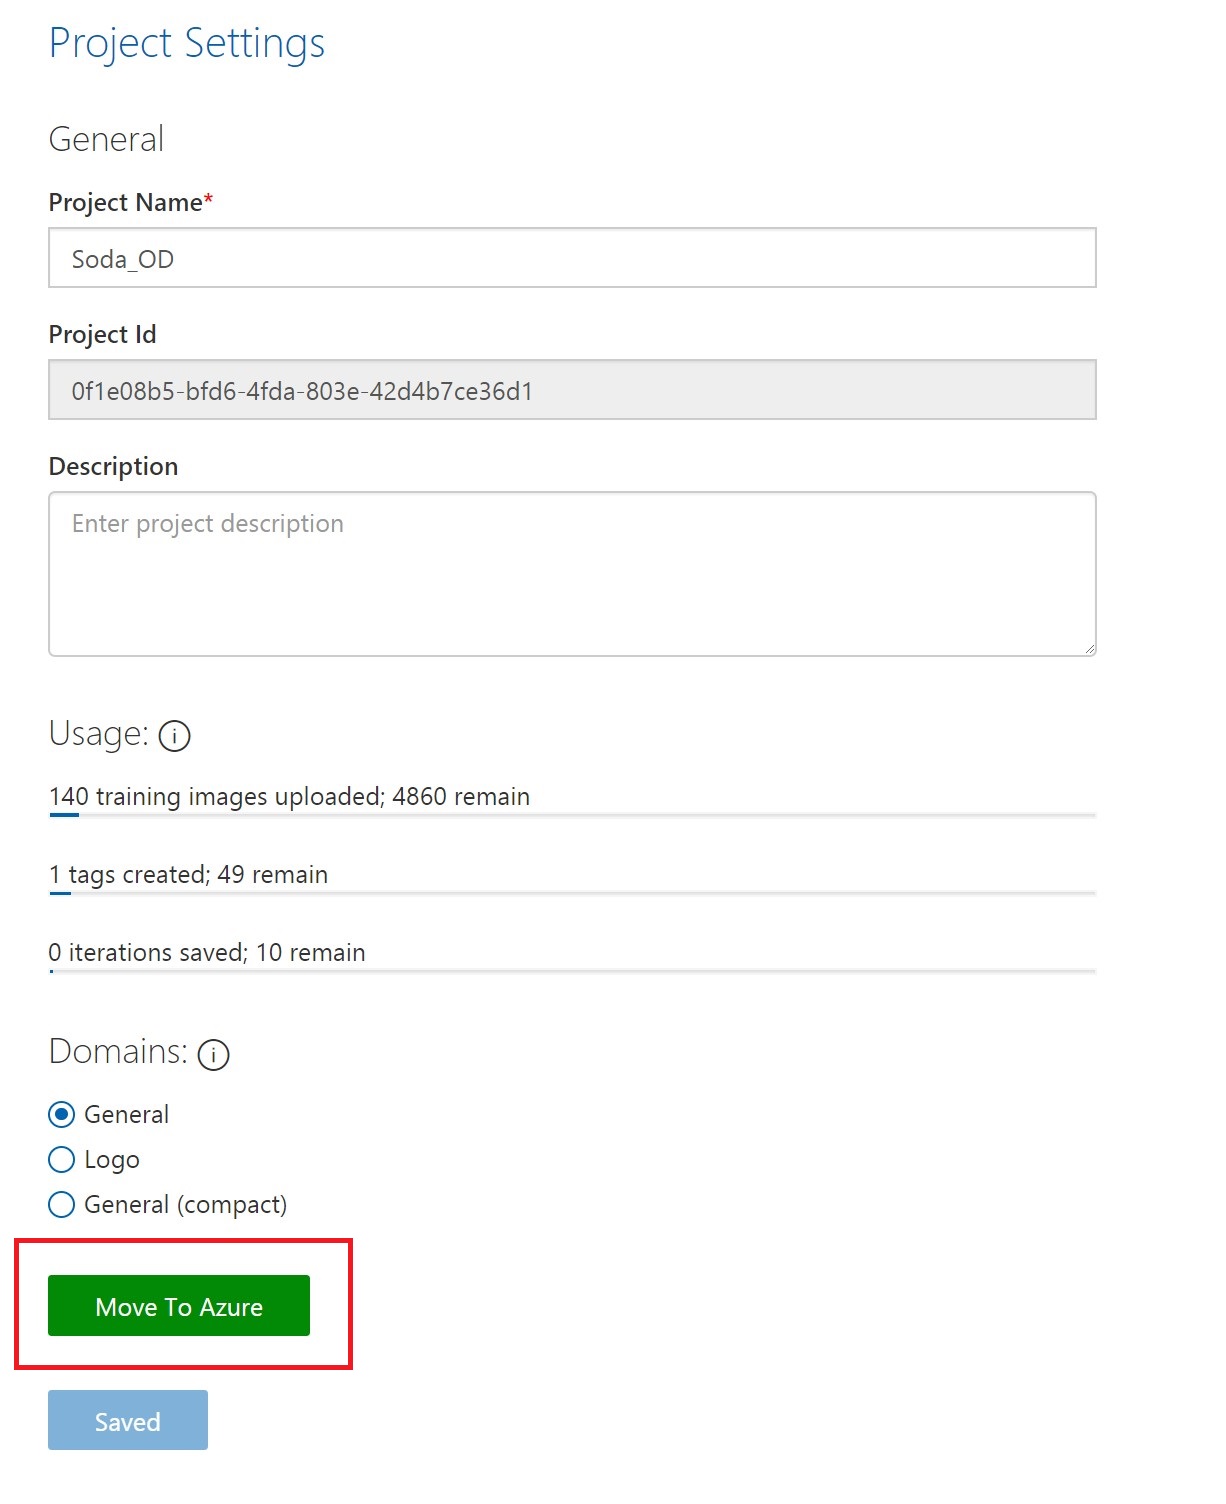 Project Settings
General
Project Name*
Soda_OD
Project Id
0f1e08b5-bfd6-4fda-803e-42d4b7ce36d1
Description
Enter project description
Usage: i
140 training images uploaded; 4860 remain
1 tags created; 49 remain
0 iterations saved; 10 remain
Domains: i
General
Logo
General (compact)
Move To Azure
Saved